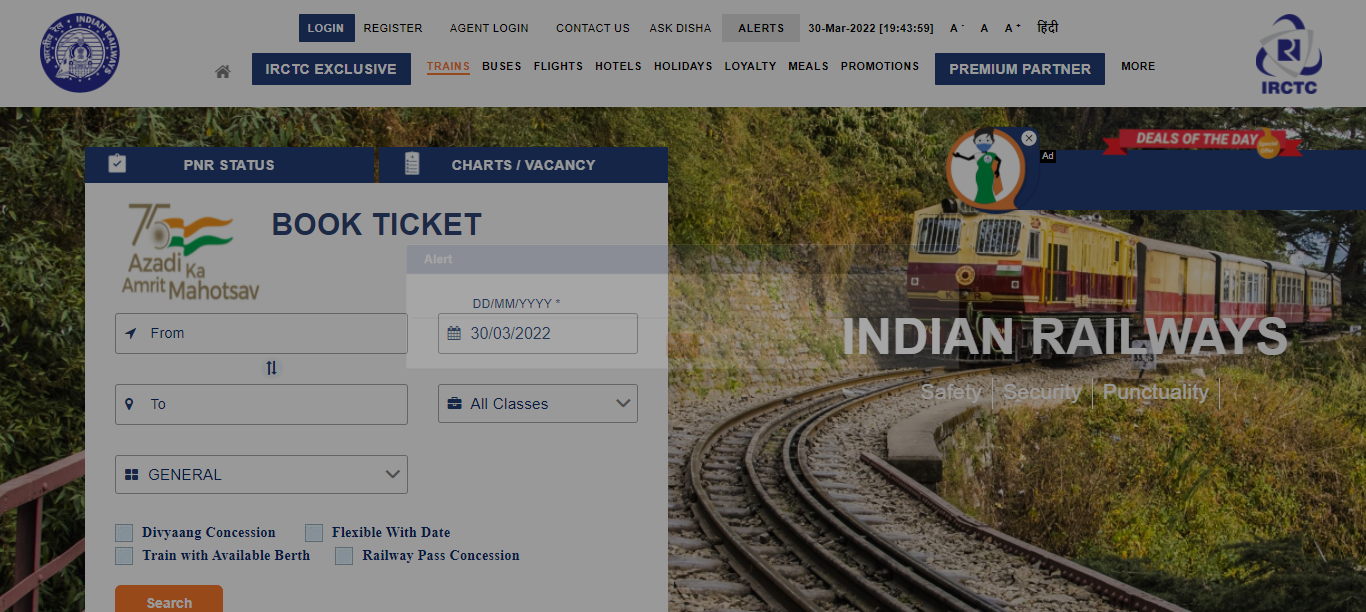 LOGIN REGISTER AGENT LOGIN CONTACT US ASK DISHA ALERTS 30-Mar-2022 [19:43:59] A - A A + हिंदी
INDIAN RAILWAYS
भारतीय रेल
IRCTC EXCLUSIVE TRAINS BUSES FLIGHTS HOTELS HOLIDAYS LOYALTY MEALS PROMOTIONS PREMIUM PARTNER MORE
IRCTC
DEALS OF THE DAY
Special offer
Ad
PNR STATUS CHARTS / VACANCY
75
Azadi Ka
Amrit Mahotsav
BOOK TICKET
Alert
DD/MM/YYYY *
From 30/03/2022
INDIAN RAILWAYS
To All Classes
Safety Security Punctuality
GENERAL
Divyaang Concession Flexible With Date
Train with Available Berth Railway Pass Concession
Search